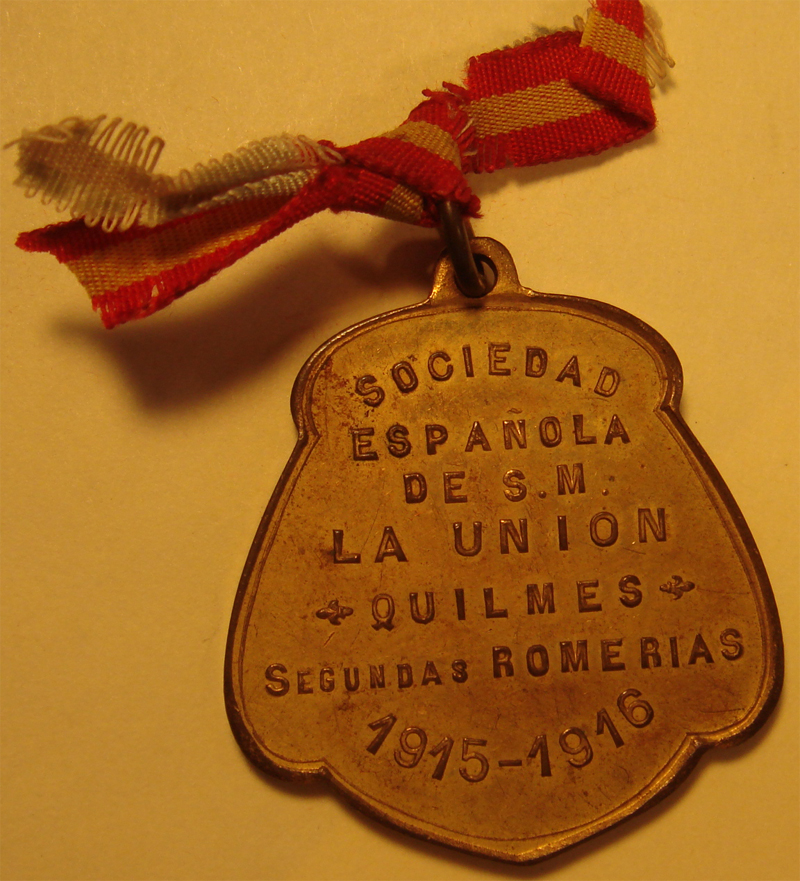 SOCIEDAD
ESPAÑOLA
DE S.M.
LA UNION
QUILMES
SEGUNDAS ROMERIAS
1915-1916